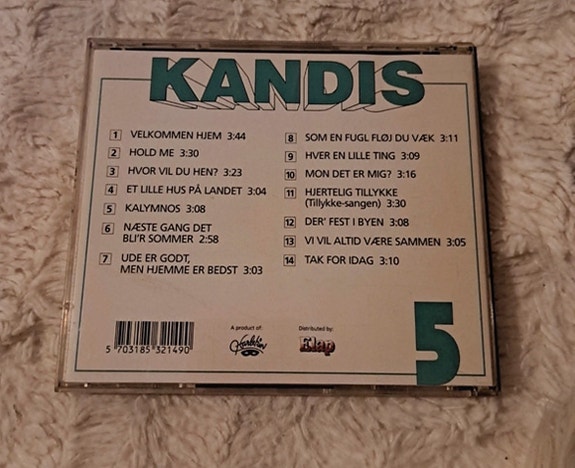 KANDIS
1 VELKOMMEN HJEM 3:44
2 HOLD ME 3:30
3 HVOR VIL DU HEN? 3:23
4 ET LILLE HUS PÅ LANDET 3:04
5 KALYMNOS 3:08
6 NÆSTE GANG DET
BLI'R SOMMER 2:58
7 UDE ER GODT,
MEN HJEMME ER BEDST 3:03
8 SOM EN FUGL FLØJ DU VÆK 3:11
9 HVER EN LILLE TING 3:09
10 MON DET ER MIG? 3:16
11 HJERTELIG TILLYKKE
(Tillykke-sangen) 3:30
12 DER' FEST I BYEN 3:08
13 VI VIL ALTID VÆRE SAMMEN 3:05
14 TAK FOR IDAG 3:10
5 703185 321490
A product of:
Distributed by:
Elap
5